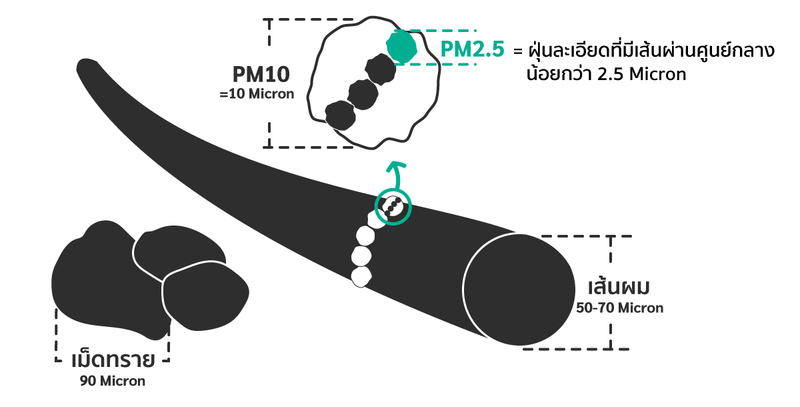 PM2.5 = ฝุ่นละเอียดที่มีเส้นผ่านศูนย์กลาง
น้อยกว่า 2.5 Micron
PM10
=10 Micron
เส้นผม
50-70 Micron
เม็ดทราย
90 Micron